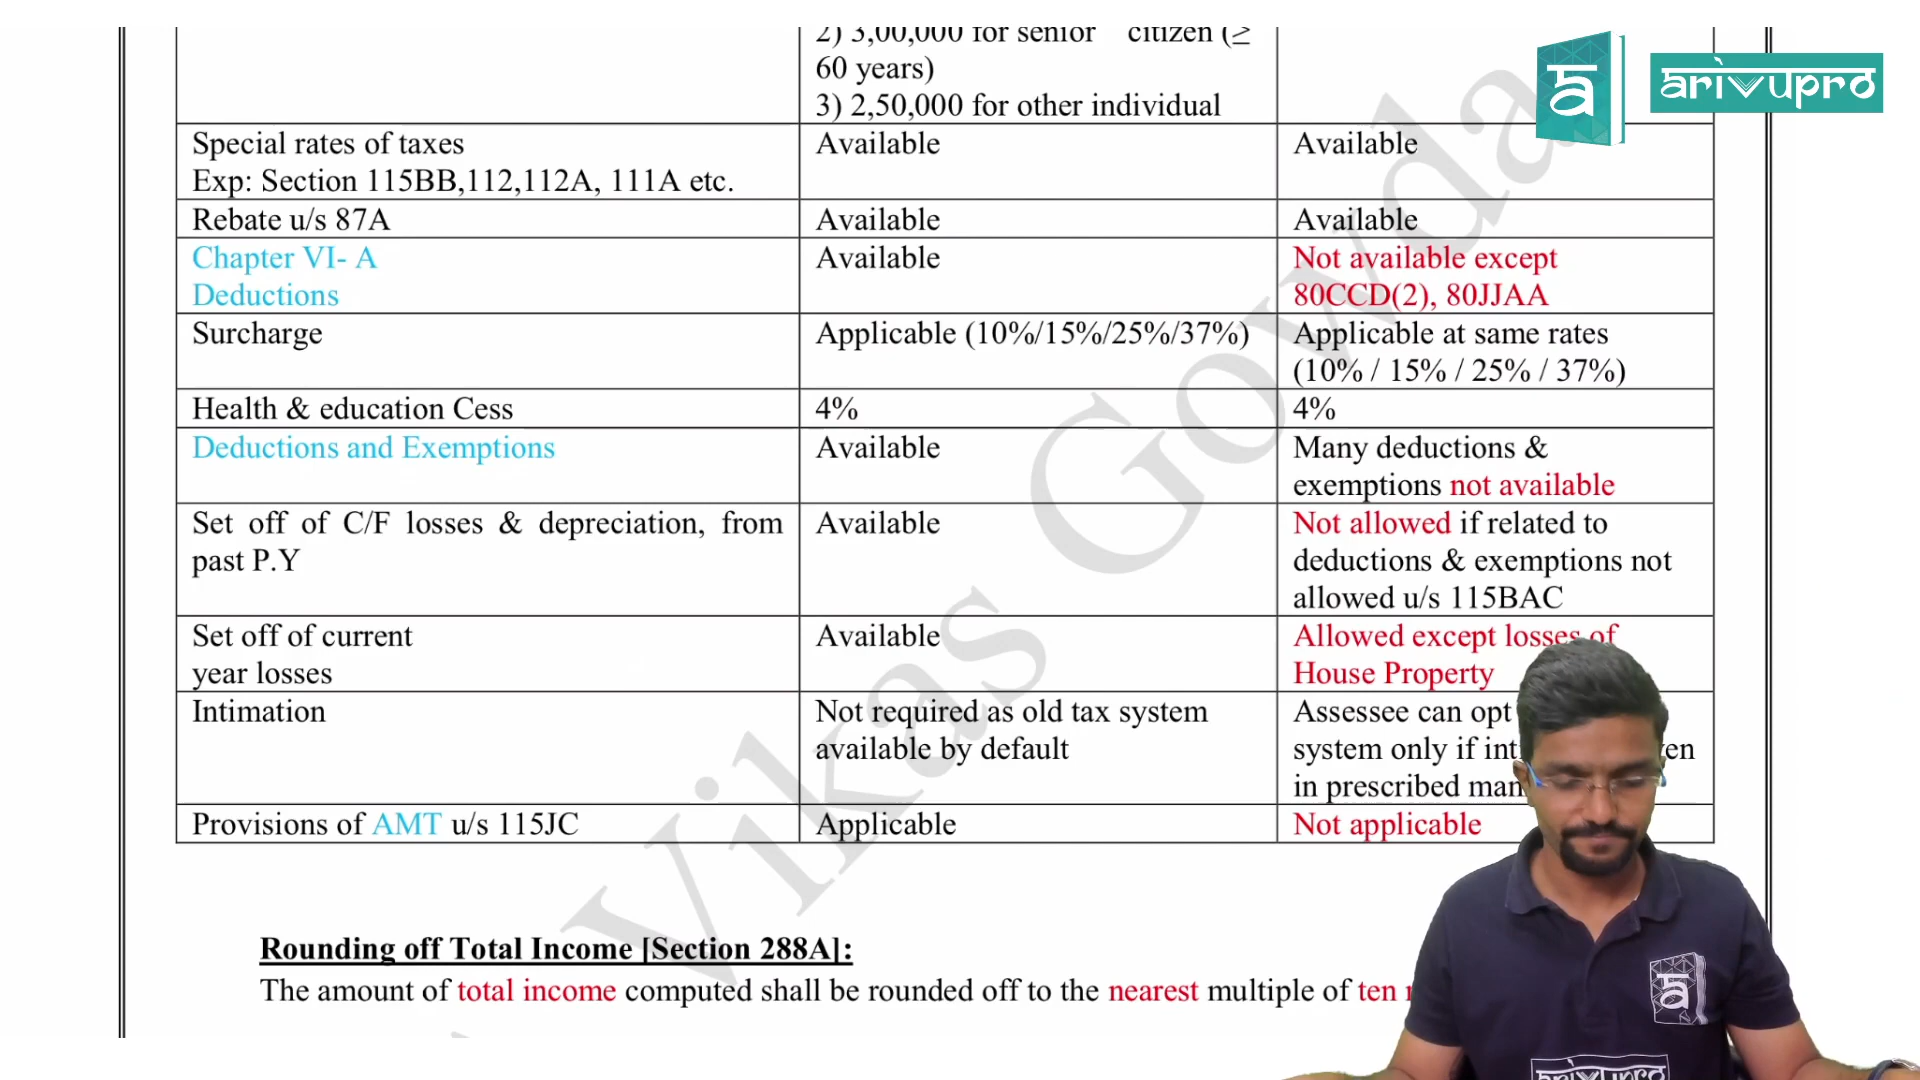 2) 3,00,000 for senior citizen (≥
60 years)
3) 2,50,000 for other individual
Special rates of taxes
Exp: Section 115BB,112,112A, 111A etc.
Available
Available
Rebate u/s 87A
Available
Available
Chapter VI- A
Deductions
Available
Not available except
80CCD(2), 80JJAA
Surcharge
Applicable (10%/15%/25%/37%)
Applicable at same rates
(10% / 15% / 25% / 37%)
Health & education Cess
4%
4%
Deductions and Exemptions
Available
Many deductions &
exemptions not available
Set off of C/F losses & depreciation, from
past P.Y
Available
Not allowed if related to
deductions & exemptions not
allowed u/s 115BAC
Set off of current
year losses
Available
Allowed except losses of
House Property
Intimation
Not required as old tax system
available by default
Assessee can opt
system only if
in prescribed
Provisions of AMT u/s 115JC
Applicable
Not applicable
Rounding off Total Income [Section 288A]:
The amount of total income computed shall be rounded off to the nearest multiple of ten
Vikas Gowda
arivupro
arivupro